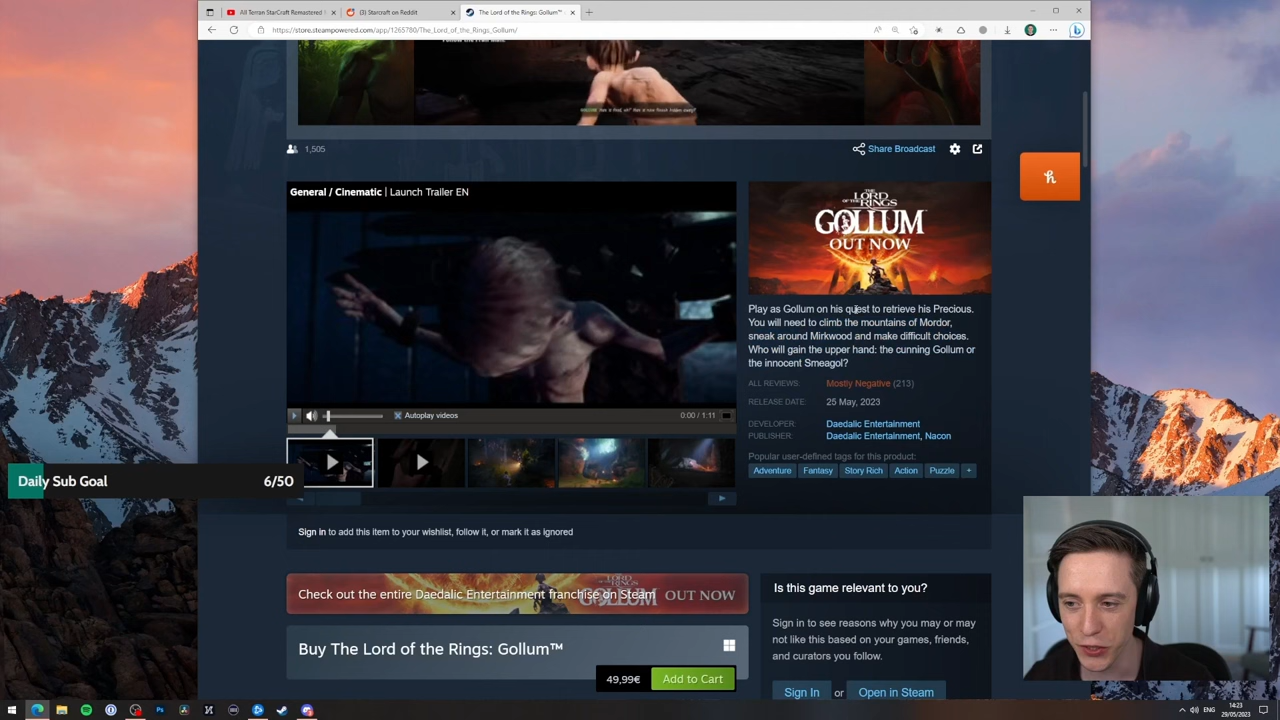 All Terran StarCraft Remastered
(3) Starcraft on Reddit
The Lord of the Rings: Gollum™
https://store.steampowered.com/app/1265780/The_Lord_of_the_Rings_Gollum/
1,505
Share Broadcast
General / Cinematic | Launch Trailer EN
THE
LORD
OF THE
RINGS
GOLLUM
OUT NOW
Play as Gollum on his quest to retrieve his Precious.
You will need to climb the mountains of Mordor,
sneak around Mirkwood and make difficult choices.
Who will gain the upper hand: the cunning Gollum or
the innocent Smeagol?
ALL REVIEWS: Mostly Negative (213)
RELEASE DATE: 25 May, 2023
DEVELOPER: Daedalic Entertainment
PUBLISHER: Daedalic Entertainment, Nacon
Popular user-defined tags for this product:
Adventure Fantasy Story Rich Action Puzzle +
Autoplay videos 0:00 / 1:11
Daily Sub Goal 6/50
Sign in to add this item to your wishlist, follow it, or mark it as ignored
Check out the entire Daedalic Entertainment franchise on Steam
OUT NOW
Is this game relevant to you?
Sign in to see reasons why you may or may
not like this based on your games, friends,
and curators you follow.
Sign In or Open in Steam
Buy The Lord of the Rings: Gollum™
49,99€ Add to Cart
ENG
14:23
29/05/2023